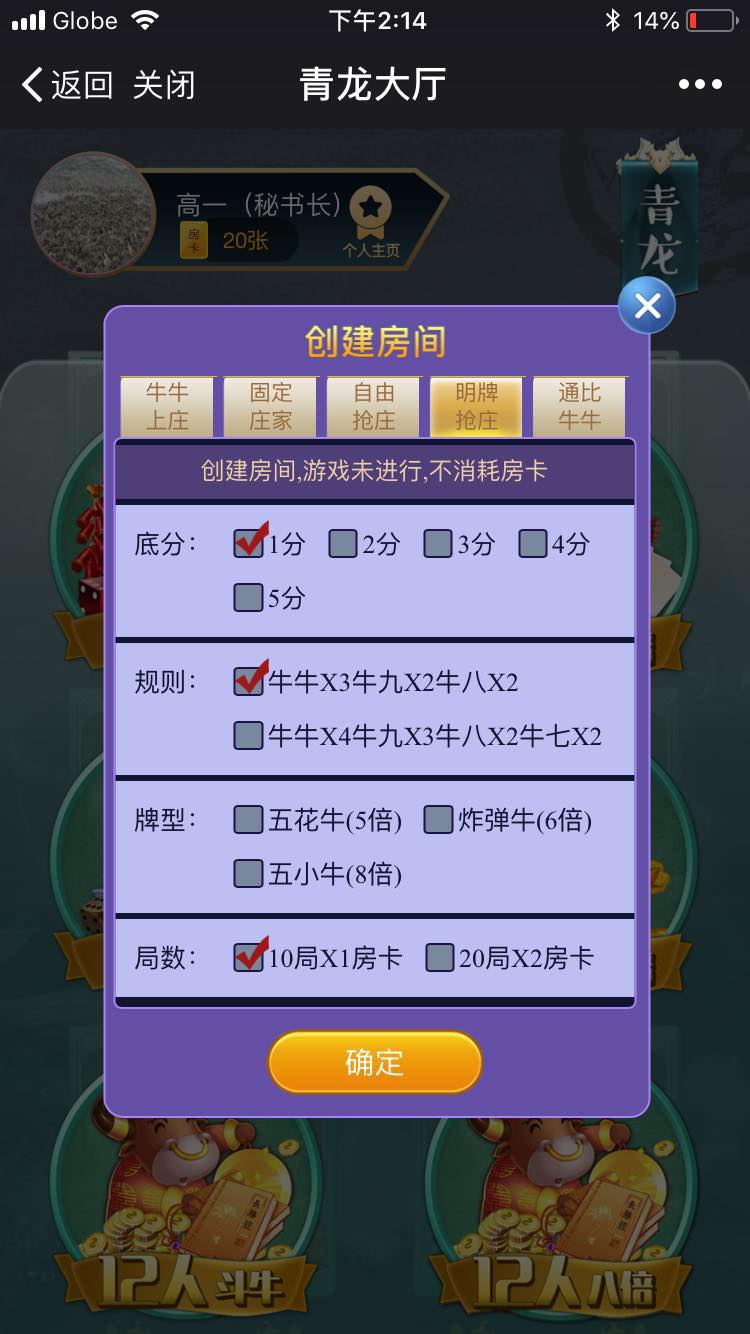 Globe 下午2:14 14%
返回 关闭 青龙大厅
高一（秘书长）
房卡 20张
个人主页
青龙
创建房间
牛牛上庄 固定庄家 自由抢庄 明牌抢庄 通比牛牛
创建房间,游戏未进行,不消耗房卡
底分： 1分 2分 3分 4分
5分
规则： 牛牛X3牛九X2牛八X2
牛牛X4牛九X3牛八X2牛七X2
牌型： 五花牛(5倍) 炸弹牛(6倍)
五小牛(8倍)
局数： 10局X1房卡 20局X2房卡
确定
12人斗牛 12人八倍